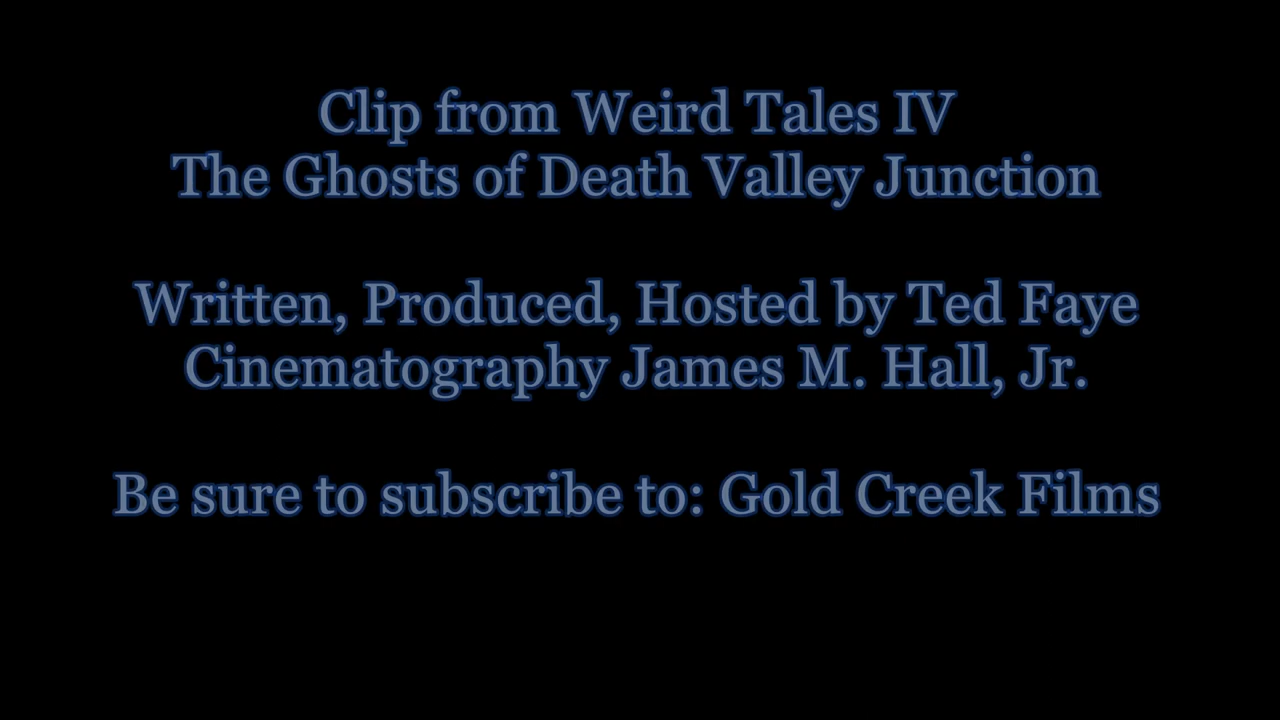 Clip from Weird Tales IV
The Ghosts of Death Valley Junction
Written, Produced, Hosted by Ted Faye
Cinematography James M. Hall, Jr.
Be sure to subscribe to: Gold Creek Films